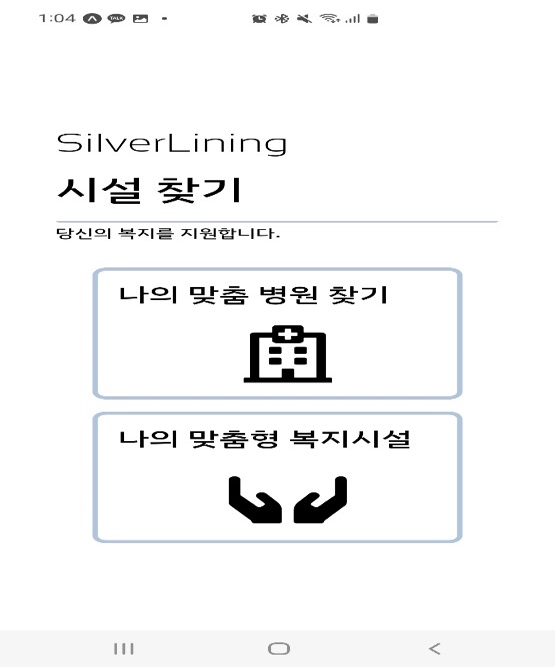 1:04
TALK
SilverLining
시설 찾기
당신의 복지를 지원합니다.
나의 맞춤 병원 찾기
나의 맞춤형 복지시설